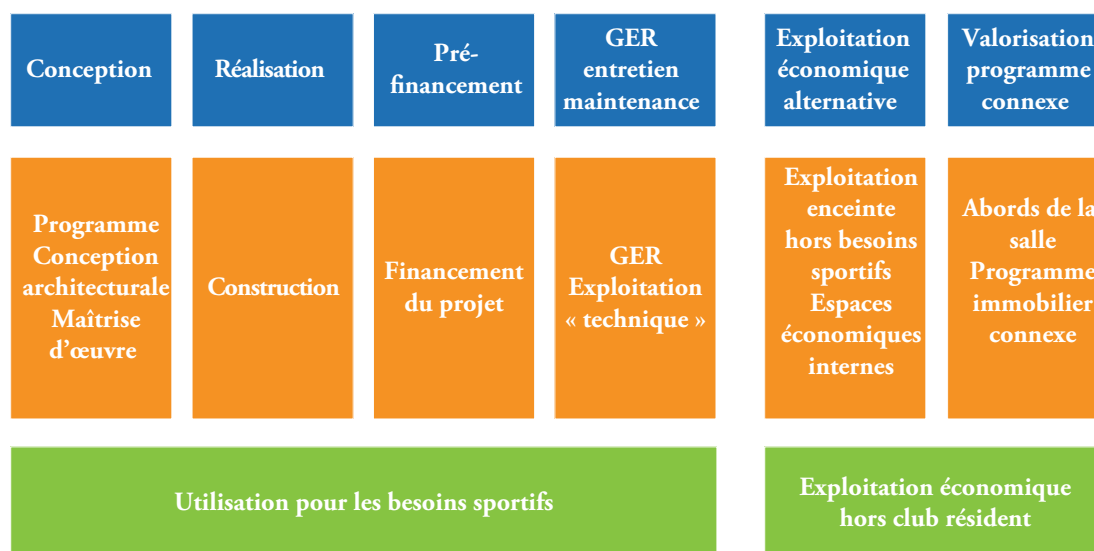 Conception
Réalisation
Pré-
financement
GER
entretien
maintenance
Exploitation
économique
alternative
Valorisation
programme
connexe
Programme
Conception
architecturale
Maîtrise
d’œuvre
Construction
Financement
du projet
GER
Exploitation
« technique »
Exploitation
enceinte
hors besoins
sportifs
Espaces
économiques
internes
Abords de la
salle
Programme
immobilier
connexe
Utilisation pour les besoins sportifs
Exploitation économique
hors club résident